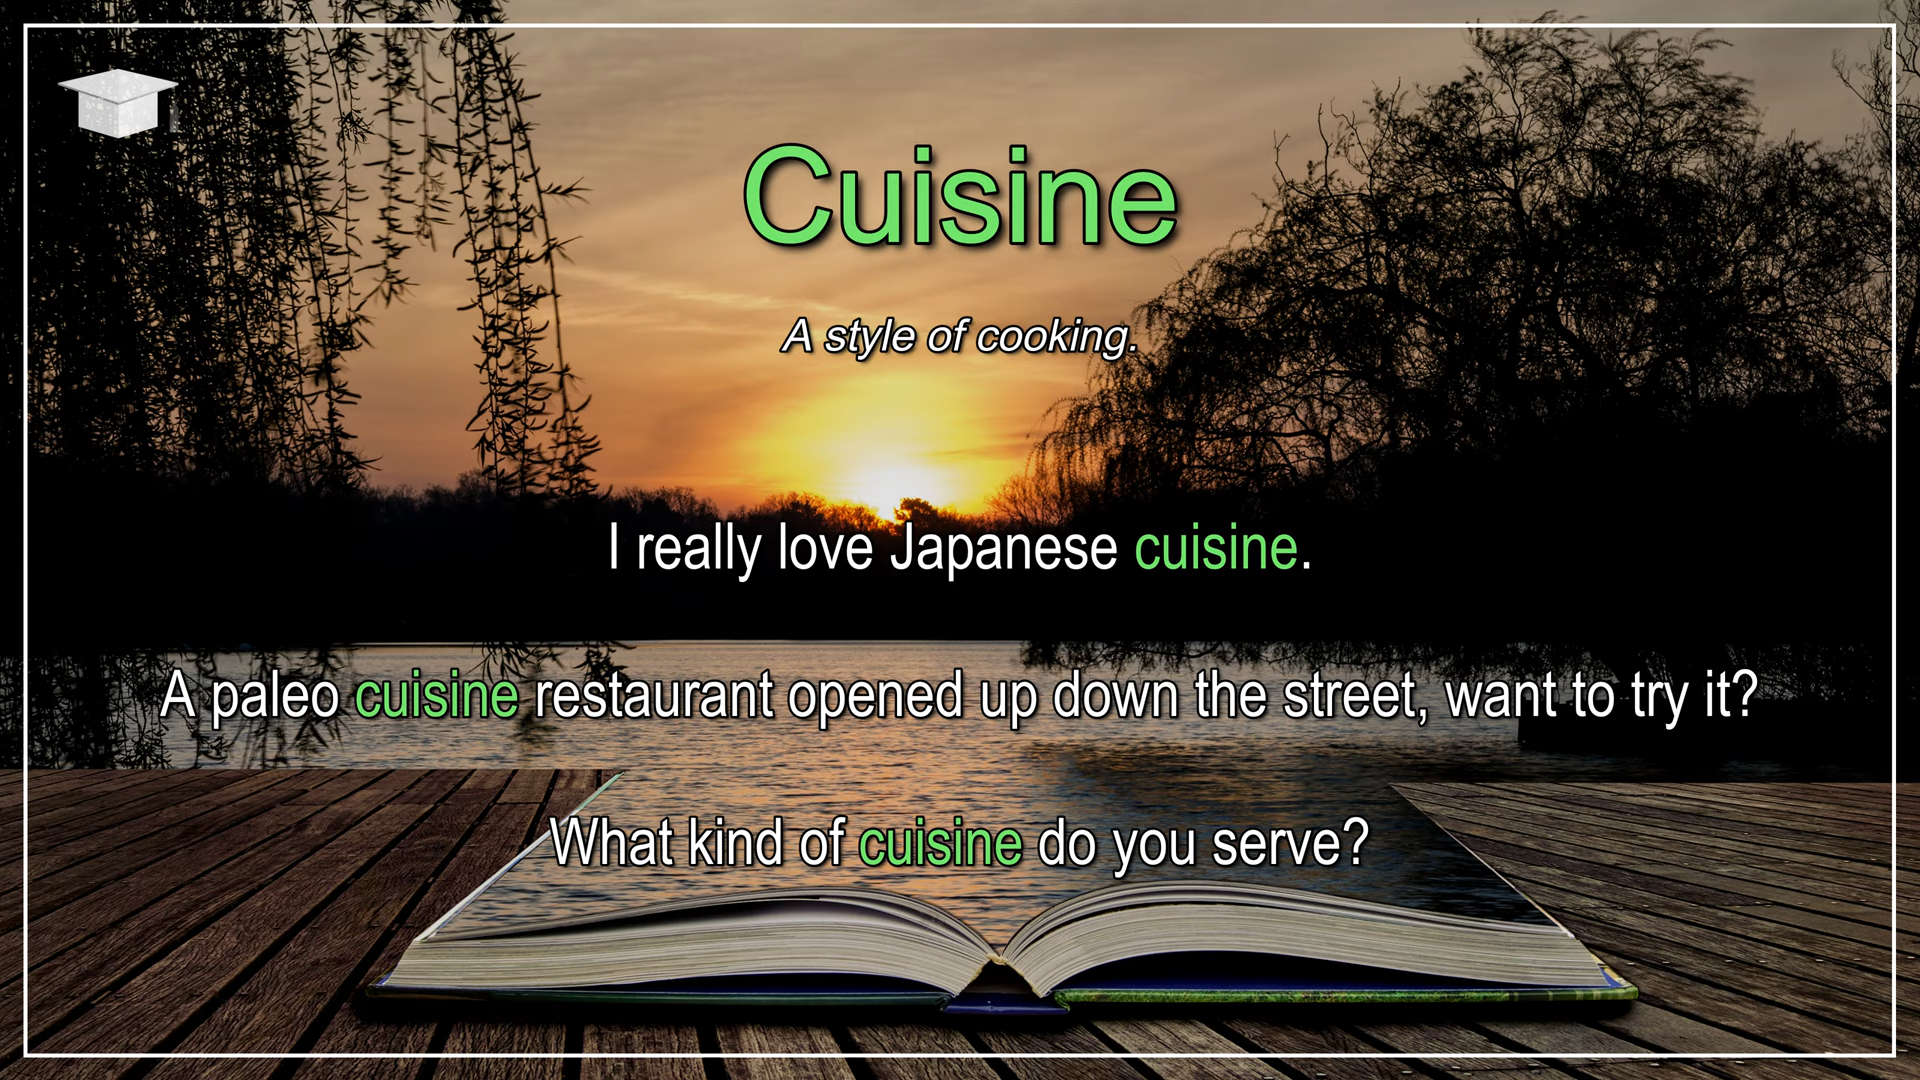 Cuisine
A style of cooking.
I really love Japanese cuisine.
A paleo cuisine restaurant opened up down the street, want to try it?
What kind of cuisine do you serve?